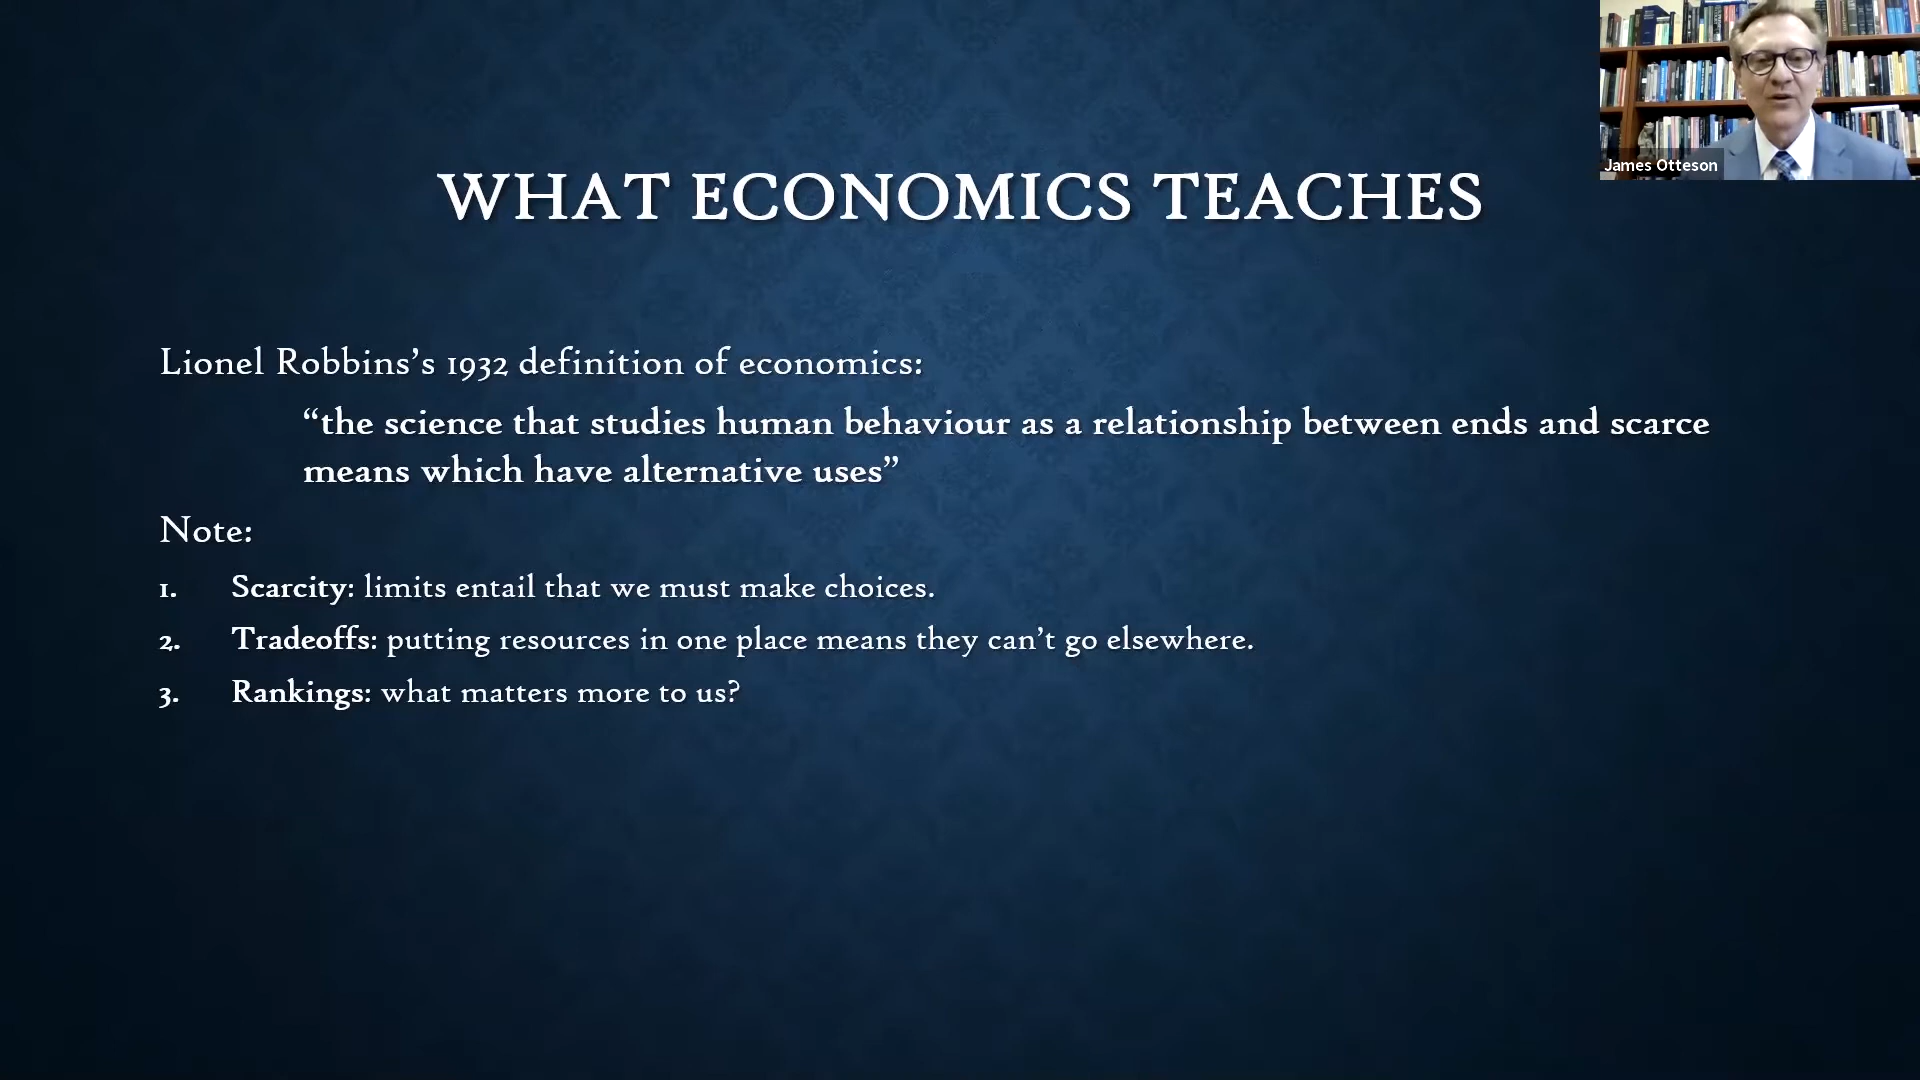 James Otteson
WHAT ECONOMICS TEACHES
Lionel Robbins’s 1932 definition of economics:
“the science that studies human behaviour as a relationship between ends and scarce
means which have alternative uses”
Note:
1. Scarcity: limits entail that we must make choices.
2. Tradeoffs: putting resources in one place means they can’t go elsewhere.
3. Rankings: what matters more to us?